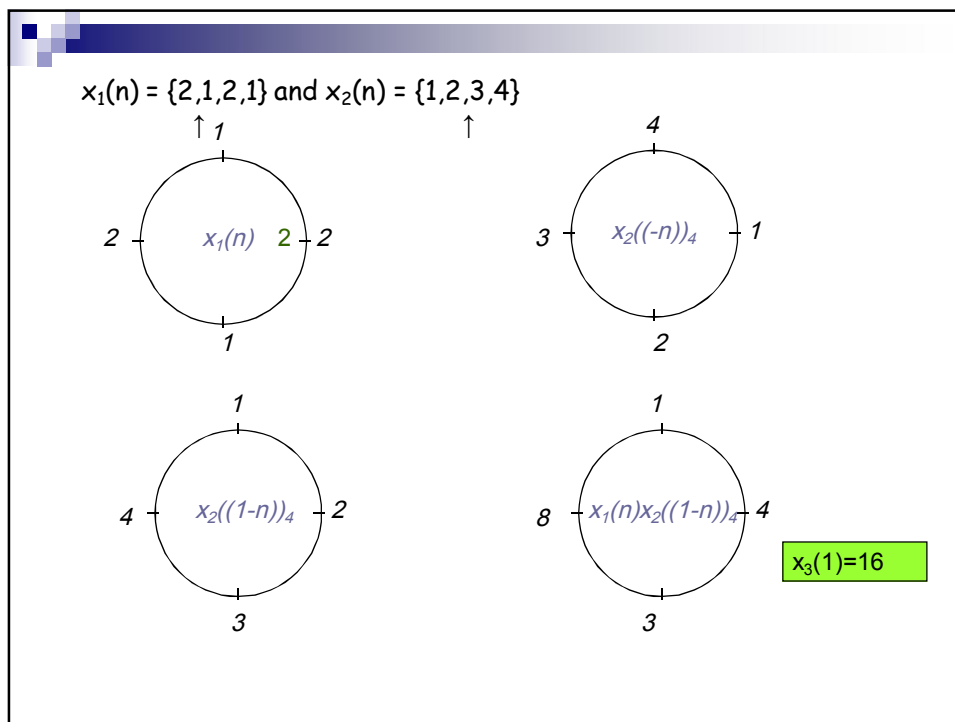 x₁(n) = {2,1,2,1} and x₂(n) = {1,2,3,4}
↑ ↑
1
2 x₁(n) 2 2
1
4
3 x₂((-n))₄ 1
2
1
4 x₂((1-n))₄ 2
3
1
8 x₁(n)x₂((1-n))₄ 4
3
x₃(1)=16